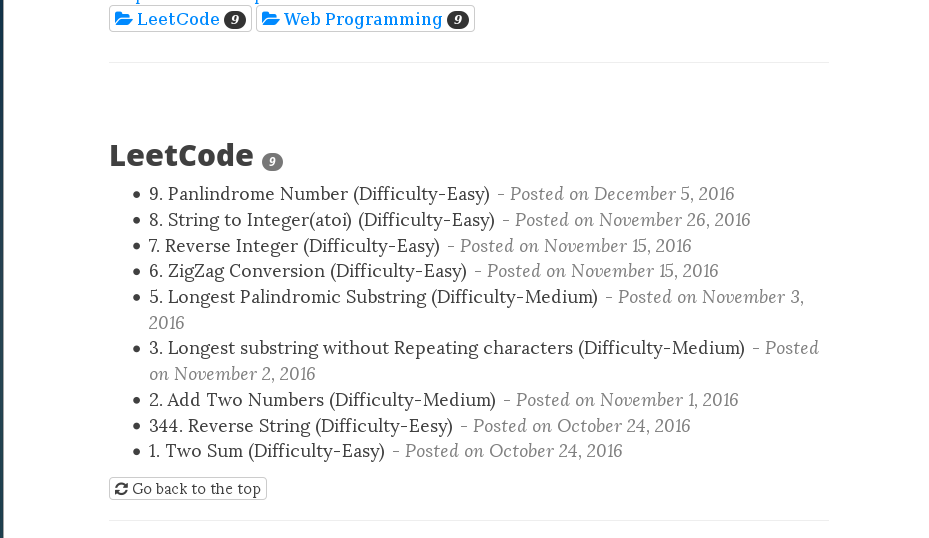 LeetCode 9 Web Programming 9
LeetCode 9
• 9. Panlindrome Number (Difficulty-Easy) - Posted on December 5, 2016
• 8. String to Integer(atoi) (Difficulty-Easy) - Posted on November 26, 2016
• 7. Reverse Integer (Difficulty-Easy) - Posted on November 15, 2016
• 6. ZigZag Conversion (Difficulty-Easy) - Posted on November 15, 2016
• 5. Longest Palindromic Substring (Difficulty-Medium) - Posted on November 3,
2016
• 3. Longest substring without Repeating characters (Difficulty-Medium) - Posted
on November 2, 2016
• 2. Add Two Numbers (Difficulty-Medium) - Posted on November 1, 2016
• 344. Reverse String (Difficulty-Eesy) - Posted on October 24, 2016
• 1. Two Sum (Difficulty-Easy) - Posted on October 24, 2016
Go back to the top